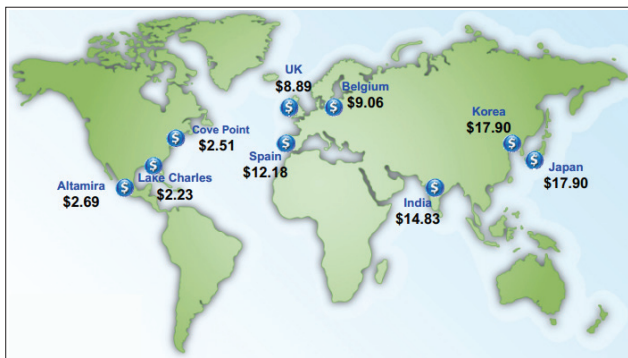 UK
$8.89
Belgium
$9.06
Cove Point
$2.51
Korea
$17.90
Spain
$12.18
Japan
$17.90
Altamira
$2.69
Lake Charles
$2.23
India
$14.83
$
$
$
$
$
$
$
$
$